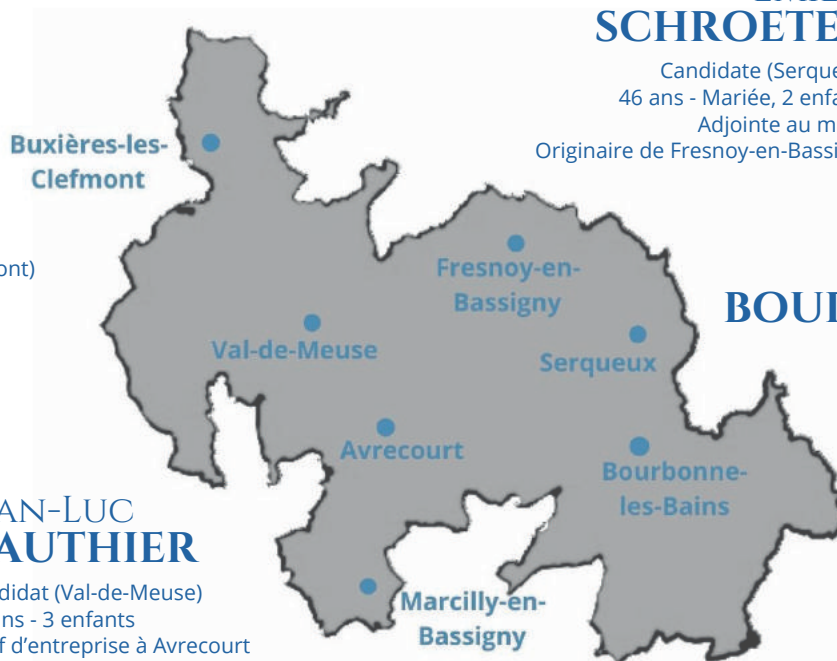 SCHROETE
Candidate (Serque
46 ans - Mariée, 2 enfa
Adjointe au m
Originaire de Fresnoy-en-Bassi
Buxières-les-
Clefmont
ont)
Fresnoy-en-
Bassigny
BOU
Val-de-Meuse
Serqueux
Avrecourt
Bourbonne-
les-Bains
AN-LUC
AUTHIER
didat (Val-de-Meuse)
ns - 3 enfants
f d’entreprise à Avrecourt
Marcilly-en-
Bassigny